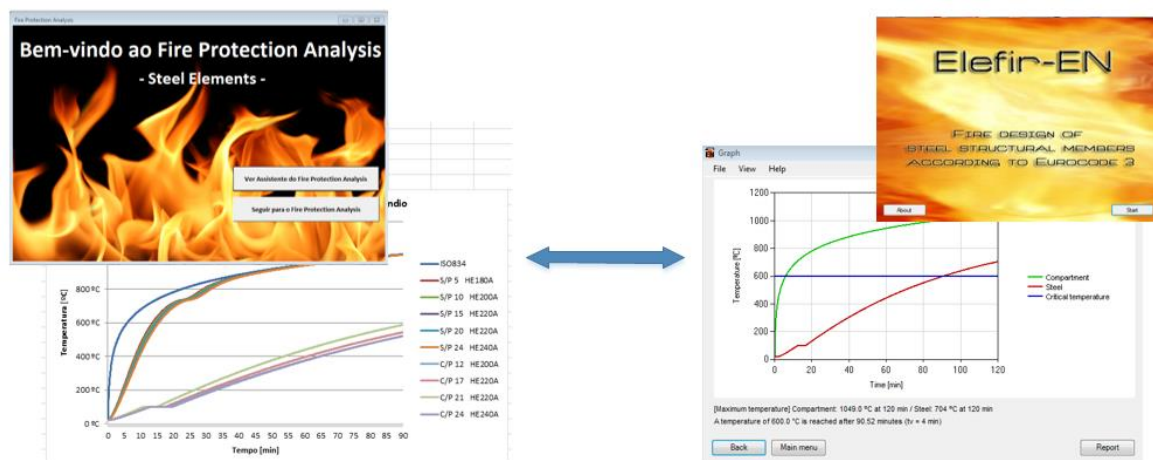 Fire Protection Analysis
Bem-vindo ao Fire Protection Analysis
- Steel Elements -
Ver Assistente do Fire Protection Analysis
Seguir para o Fire Protection Analysis
ndio
800 ºC
600 ºC
400 ºC
200 ºC
0 ºC
Temperatura [ºC]
0 5 10 15 20 25 30 35 40 45 50 55 60 65 70 75 80 85 90
Tempo [min]
ISO834
S/P 5 HE180A
S/P 10 HE200A
S/P 15 HE220A
S/P 20 HE220A
S/P 24 HE240A
C/P 12 HE200A
C/P 17 HE220A
C/P 21 HE220A
C/P 24 HE240A
Elefir-EN
Fire design of
steel structural members
according to Eurocode 3
About
Start
Graph
File View Help
1200
1000
800
600
400
200
0
Temperature [ºC]
0 20 40 60 80 100 120
Time [min]
Compartment
Steel
Critical temperature
[Maximum temperature] Compartment: 1049.0 ºC at 120 min / Steel: 704 ºC at 120 min
A temperature of 600.0 °C is reached after 90.52 minutes (tv = 4 min)
Back
Main menu
Report